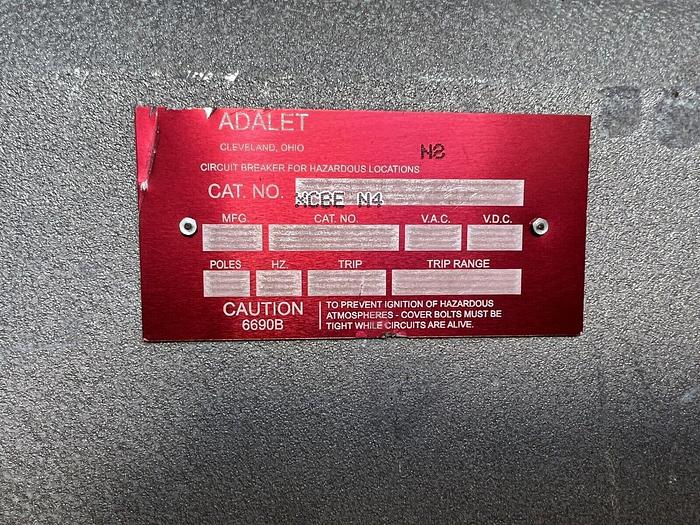 ADALET
CLEVELAND, OHIO
N8
CIRCUIT BREAKER FOR HAZARDOUS LOCATIONS
CAT. NO. XCBE N4
MFG. CAT. NO. V.A.C. V.D.C.
POLES HZ. TRIP TRIP RANGE
CAUTION
6690B
TO PREVENT IGNITION OF HAZARDOUS
ATMOSPHERES - COVER BOLTS MUST BE
TIGHT WHILE CIRCUITS ARE ALIVE.